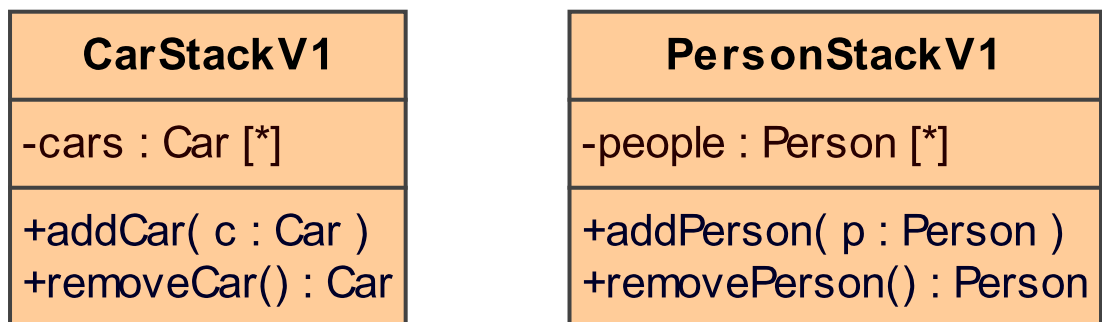 CarStackV1
-cars : Car [*]
+addCar( c : Car )
+removeCar() : Car
PersonStackV1
-people : Person [*]
+addPerson( p : Person )
+removePerson() : Person